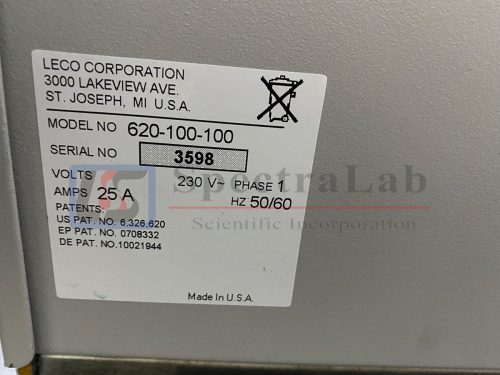 LECO CORPORATION
3000 LAKEVIEW AVE.
ST. JOSEPH, MI U.S.A.
MODEL NO 620-100-100
SERIAL NO 3598
VOLTS 230 V~ PHASE 1
AMPS 25 A HZ 50/60
PATENTS:
US PAT. NO. 6,326,620
EP PAT. NO. 0708332
DE PAT. NO.10021944
Made In U.S.A.
SpectraLab
Scientific Incorporation